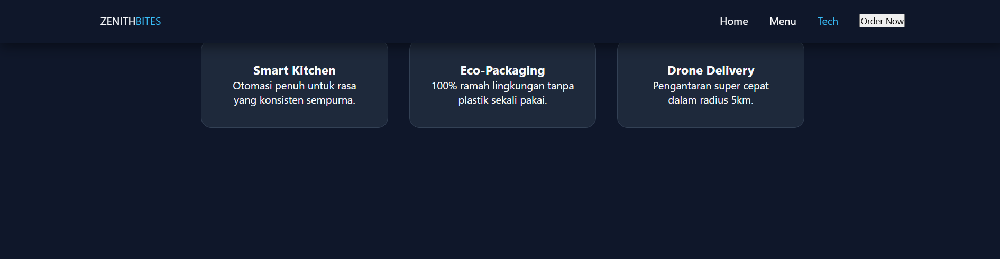 ZENITHBITES
Home
Menu
Tech
Order Now
Smart Kitchen
Otomasi penuh untuk rasa
yang konsisten sempurna.
Eco-Packaging
100% ramah lingkungan tanpa
plastik sekali pakai.
Drone Delivery
Pengantaran super cepat
dalam radius 5km.